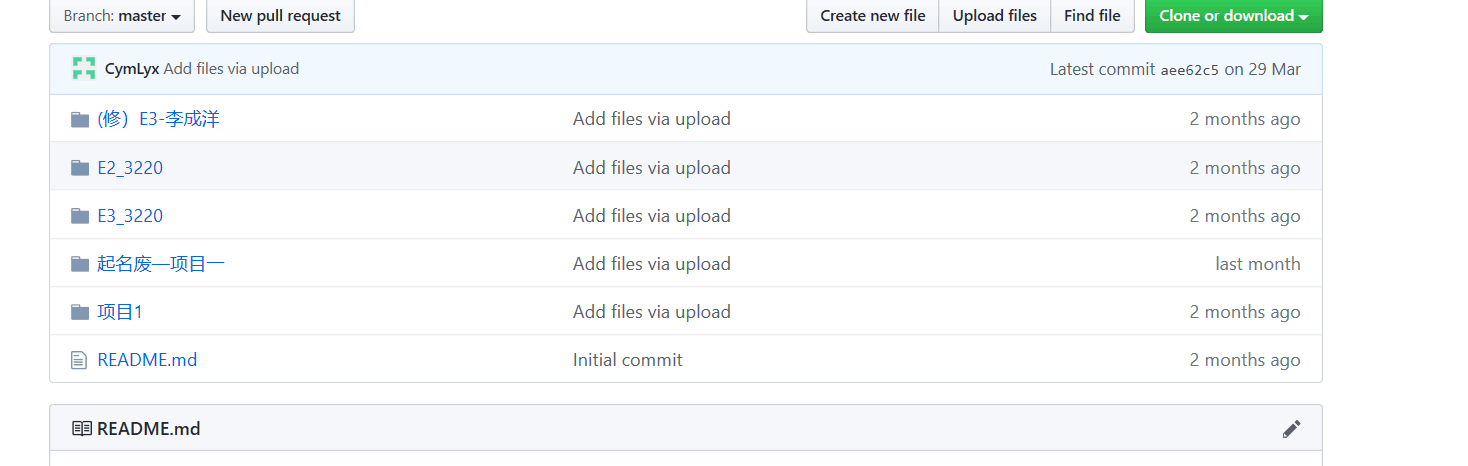 Branch: master New pull request Create new file Upload files Find file Clone or download
CymLyx Add files via upload Latest commit aee62c5 on 29 Mar
(修）E3-李成洋 Add files via upload 2 months ago
E2_3220 Add files via upload 2 months ago
E3_3220 Add files via upload 2 months ago
起名废—项目一 Add files via upload last month
项目1 Add files via upload 2 months ago
README.md Initial commit 2 months ago
README.md